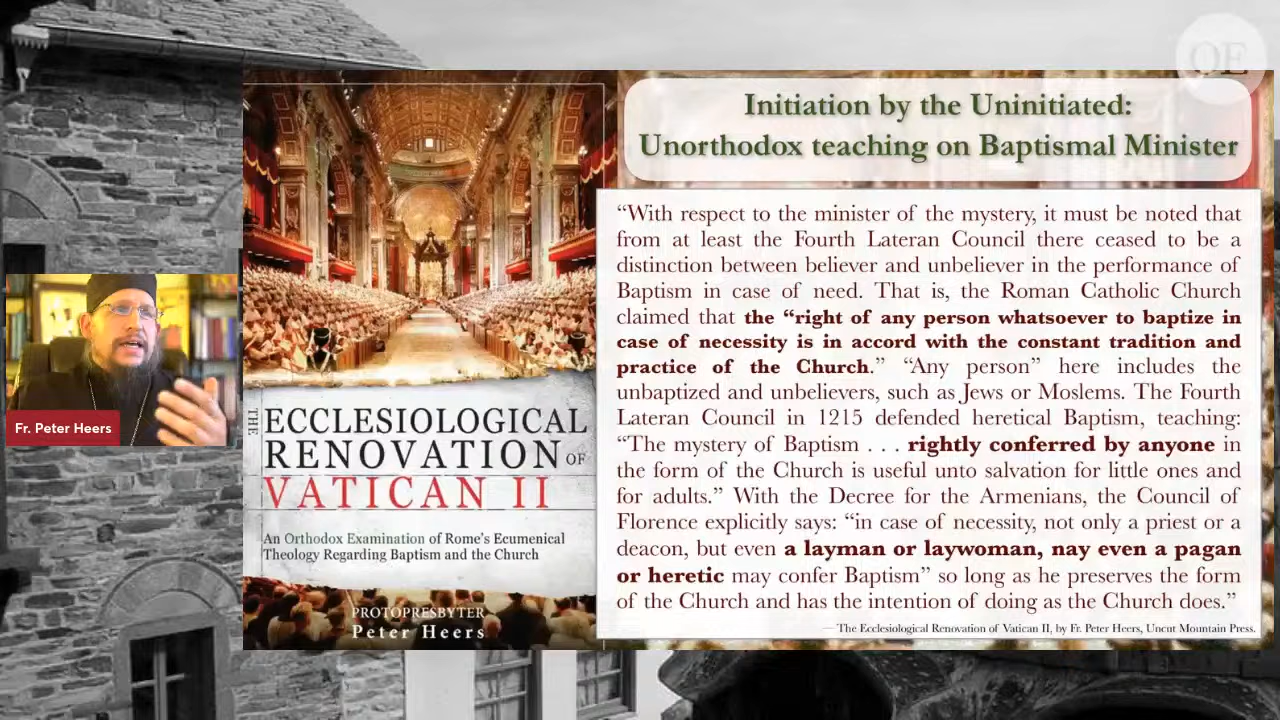 OE
Initiation by the Uninitiated:
Unorthodox teaching on Baptismal Minister
“With respect to the minister of the mystery, it must be noted that
from at least the Fourth Lateran Council there ceased to be a
distinction between believer and unbeliever in the performance of
Baptism in case of need. That is, the Roman Catholic Church
claimed that the “right of any person whatsoever to baptize in
case of necessity is in accord with the constant tradition and
practice of the Church.” “Any person” here includes the
unbaptized and unbelievers, such as Jews or Moslems. The Fourth
Lateran Council in 1215 defended heretical Baptism, teaching:
“The mystery of Baptism . . . rightly conferred by anyone in
the form of the Church is useful unto salvation for little ones and
for adults.” With the Decree for the Armenians, the Council of
Florence explicitly says: “in case of necessity, not only a priest or a
deacon, but even a layman or laywoman, nay even a pagan
or heretic may confer Baptism” so long as he preserves the form
of the Church and has the intention of doing as the Church does.”
— The Ecclesiological Renovation of Vatican II, by Fr. Peter Heers, Uncut Mountain Press.
THE ECCLESIOLOGICAL
RENOVATION OF
VATICAN II
An Orthodox Examination of Rome's Ecumenical
Theology Regarding Baptism and the Church
PROTOPRESBYTER
Peter Heers
Fr. Peter Heers